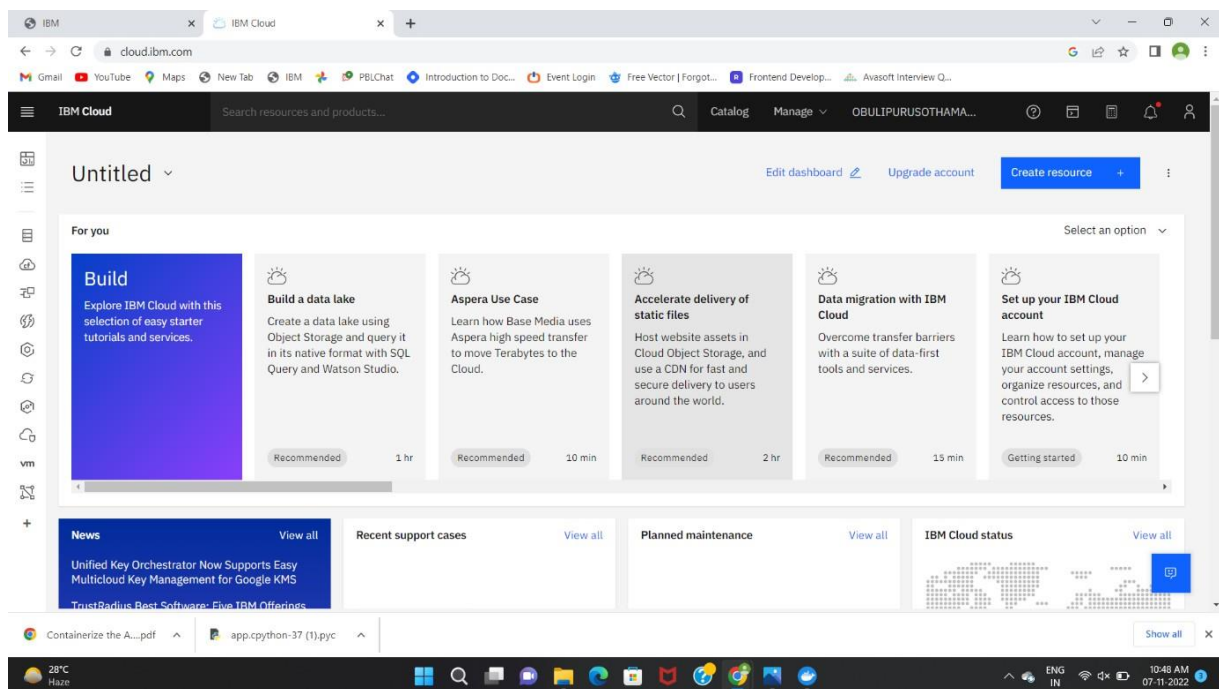 IBM
IBM Cloud
cloud.ibm.com
Gmail YouTube Maps New Tab IBM PBLChat Introduction to Doc... Event Login Free Vector | Forgot... Frontend Develop... Avasoft Interview Q...
IBM Cloud Search resources and products... Catalog Manage OBULIPURUSOTHAMA...
Untitled
Edit dashboard Upgrade account Create resource +
For you
Select an option
Build
Explore IBM Cloud with this
selection of easy starter
tutorials and services.
Build a data lake
Create a data lake using
Object Storage and query it
in its native format with SQL
Query and Watson Studio.
Recommended 1 hr
Aspera Use Case
Learn how Base Media uses
Aspera high speed transfer
to move Terabytes to the
Cloud.
Recommended 10 min
Accelerate delivery of
static files
Host website assets in
Cloud Object Storage, and
use a CDN for fast and
secure delivery to users
around the world.
Recommended 2 hr
Data migration with IBM
Cloud
Overcome transfer barriers
with a suite of data-first
tools and services.
Recommended 15 min
Set up your IBM Cloud
account
Learn how to set up your
IBM Cloud account, manage
your account settings,
organize resources, and
control access to those
resources.
Getting started 10 min
vm
News View all
Unified Key Orchestrator Now Supports Easy
Multicloud Key Management for Google KMS
TrustRadius Best Software: Five IBM Offerings
Recent support cases View all
Planned maintenance View all
IBM Cloud status View all
Containerize the A....pdf app.cpython-37 (1).pyc Show all
28°C
Haze
ENG
IN
10:48 AM
07-11-2022
3